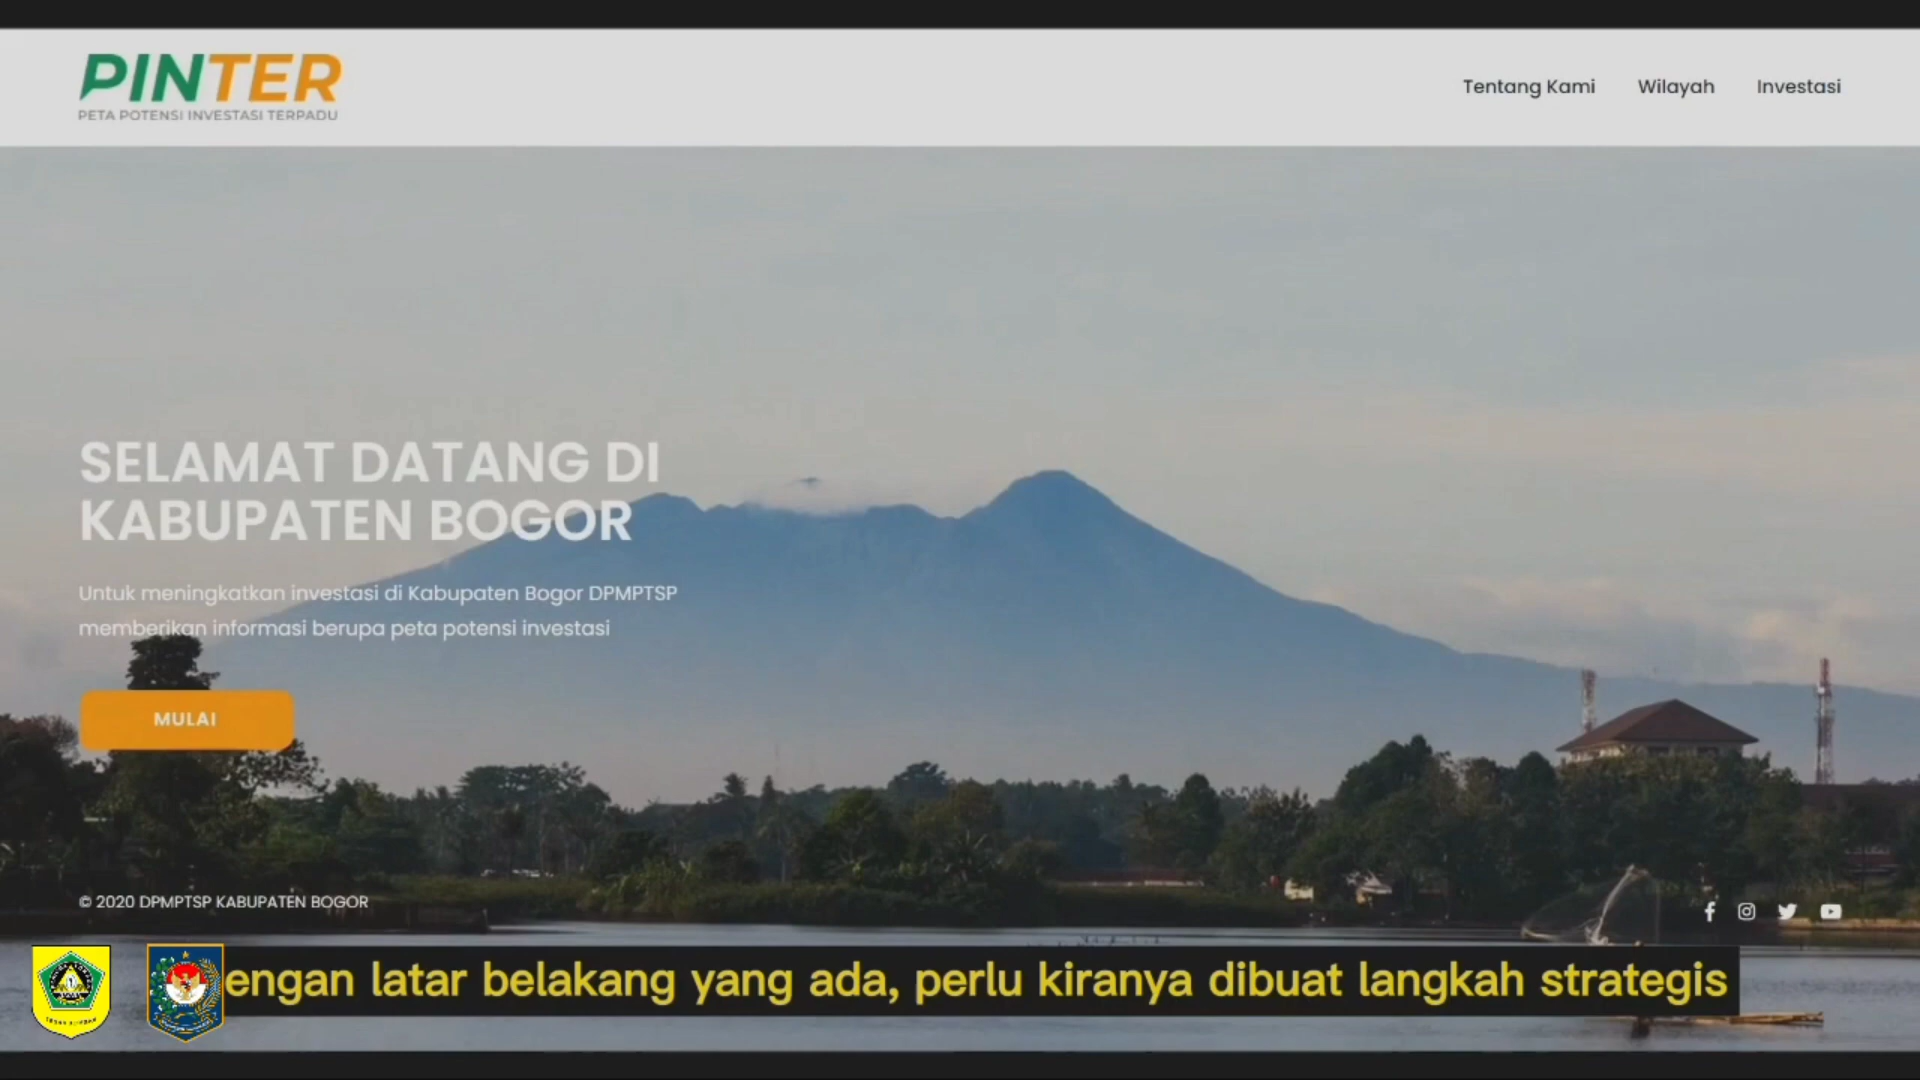 PINTER
PETA POTENSI INVESTASI TERPADU
Tentang Kami
Wilayah
Investasi
SELAMAT DATANG DI
KABUPATEN BOGOR
Untuk meningkatkan investasi di Kabupaten Bogor DPMPTSP
memberikan informasi berupa peta potensi investasi
MULAI
© 2020 DPMPTSP KABUPATEN BOGOR
engan latar belakang yang ada, perlu kiranya dibuat langkah strategis